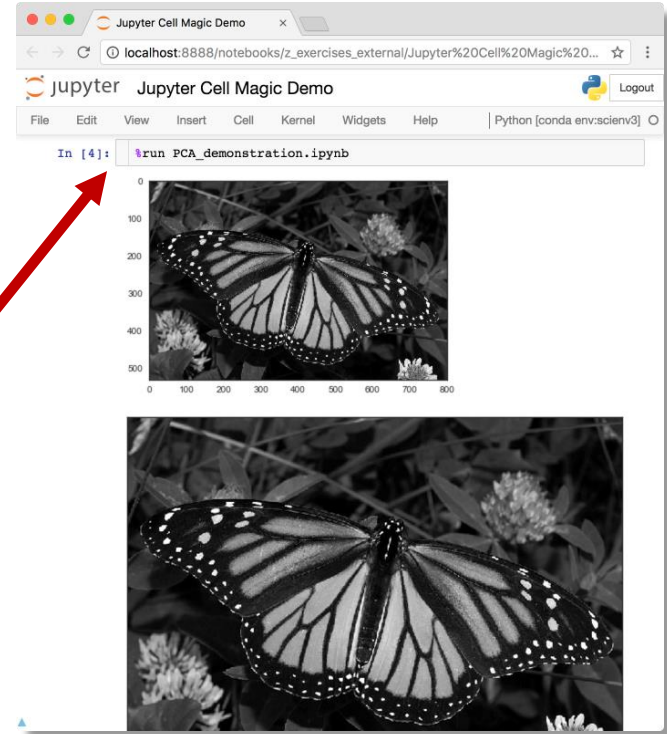 Jupyter Cell Magic Demo
localhost:8888/notebooks/z_exercises_external/Jupyter%20Cell%20Magic%20...
jupyter Jupyter Cell Magic Demo Logout
File Edit View Insert Cell Kernel Widgets Help Python [conda env:scienv3]
In [4]: %run PCA_demonstration.ipynb
0
100
200
300
400
500
0 100 200 300 400 500 600 700 800